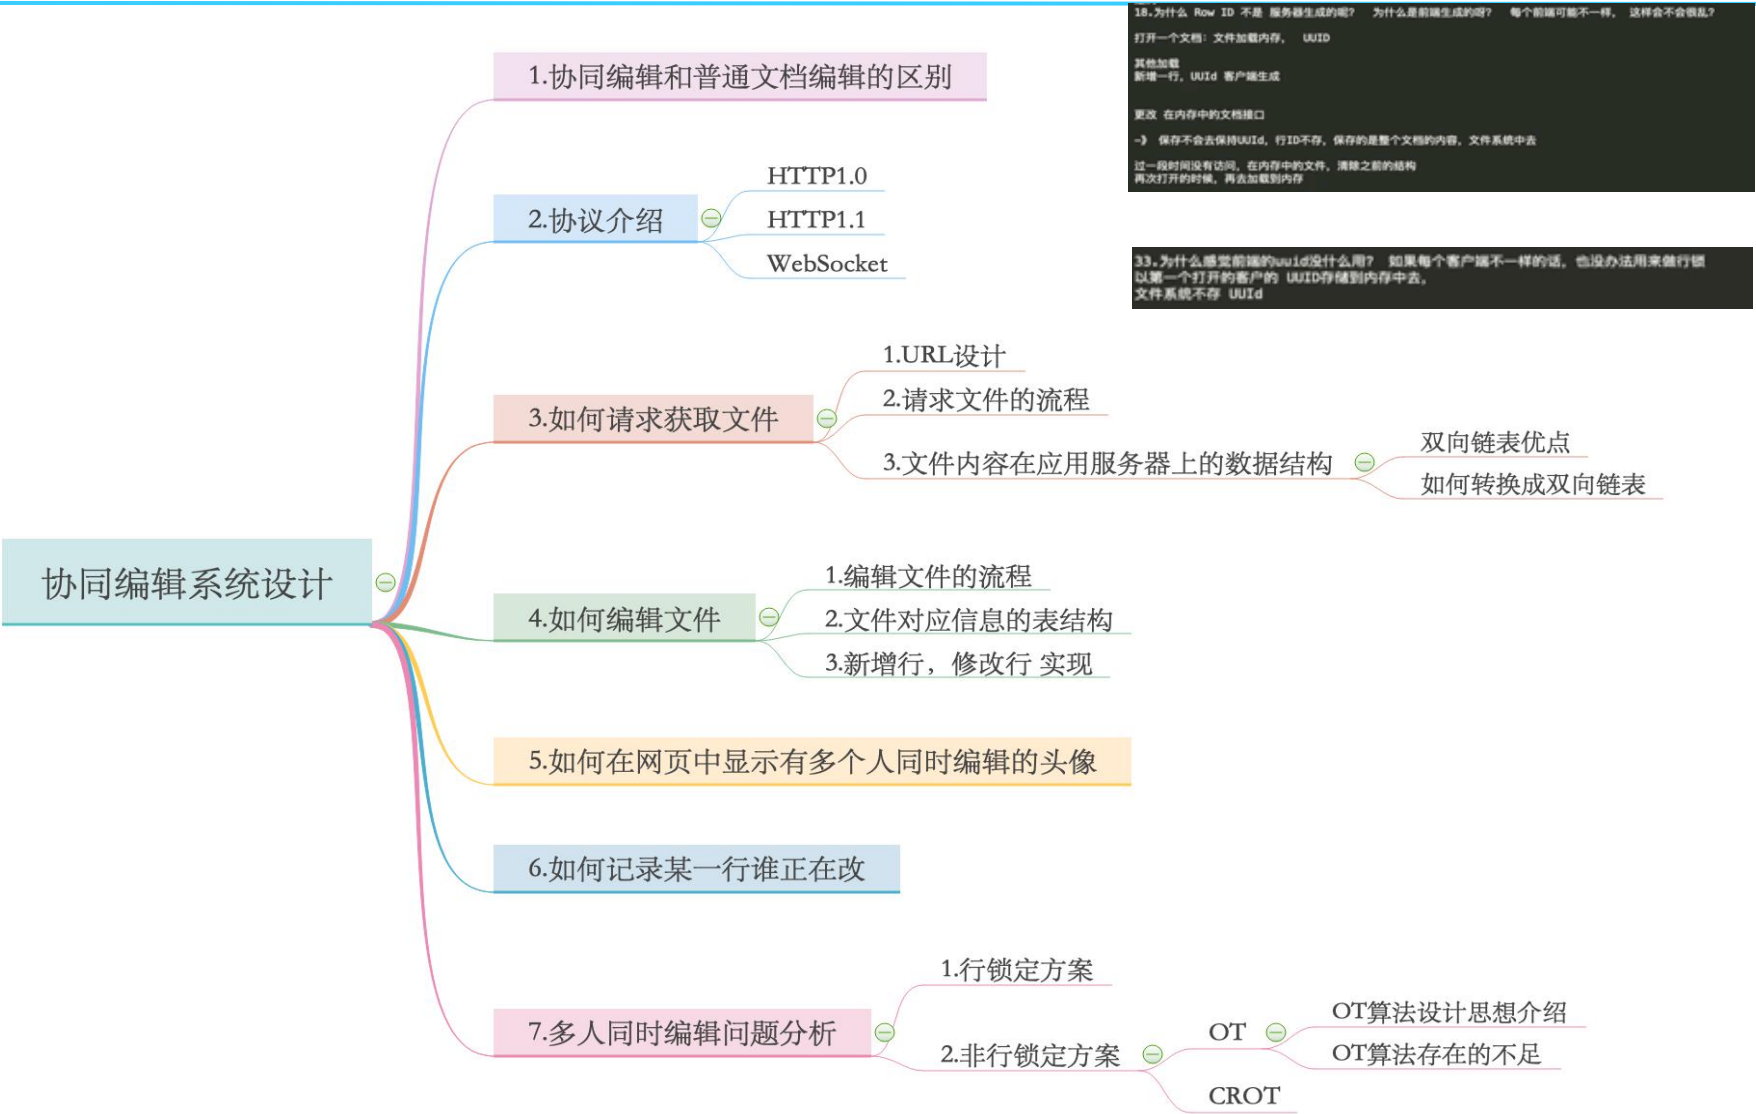 18.为什么 Row ID 不是 服务器生成的呢? 为什么是前端生成的呀? 每个前端可能不一样, 这样会不会很乱?
打开一个文档: 文件加载内存, UUID
其他加载
新增一行, UUId 客户端生成
更改 在内存中的文档接口
-》 保存不会去保持UUId, 行ID不存, 保存的是整个文档的内容, 文件系统中去
过一段时间没有访问, 在内存中的文件, 清除之前的结构
再次打开的时候, 再去加载到内存
33.为什么感觉前端的uuid没什么用? 如果每个客户端不一样的话, 也没办法用来做行锁
以第一个打开的客户的 UUID存储到内存中去,
文件系统不存 UUId
协同编辑系统设计
1.协同编辑和普通文档编辑的区别
2.协议介绍
HTTP1.0
HTTP1.1
WebSocket
3.如何请求获取文件
1.URL设计
2.请求文件的流程
3.文件内容在应用服务器上的数据结构
双向链表优点
如何转换成双向链表
4.如何编辑文件
1.编辑文件的流程
2.文件对应信息的表结构
3.新增行，修改行 实现
5.如何在网页中显示有多个人同时编辑的头像
6.如何记录某一行谁正在改
7.多人同时编辑问题分析
1.行锁定方案
2.非行锁定方案
OT
OT算法设计思想介绍
OT算法存在的不足
CROT